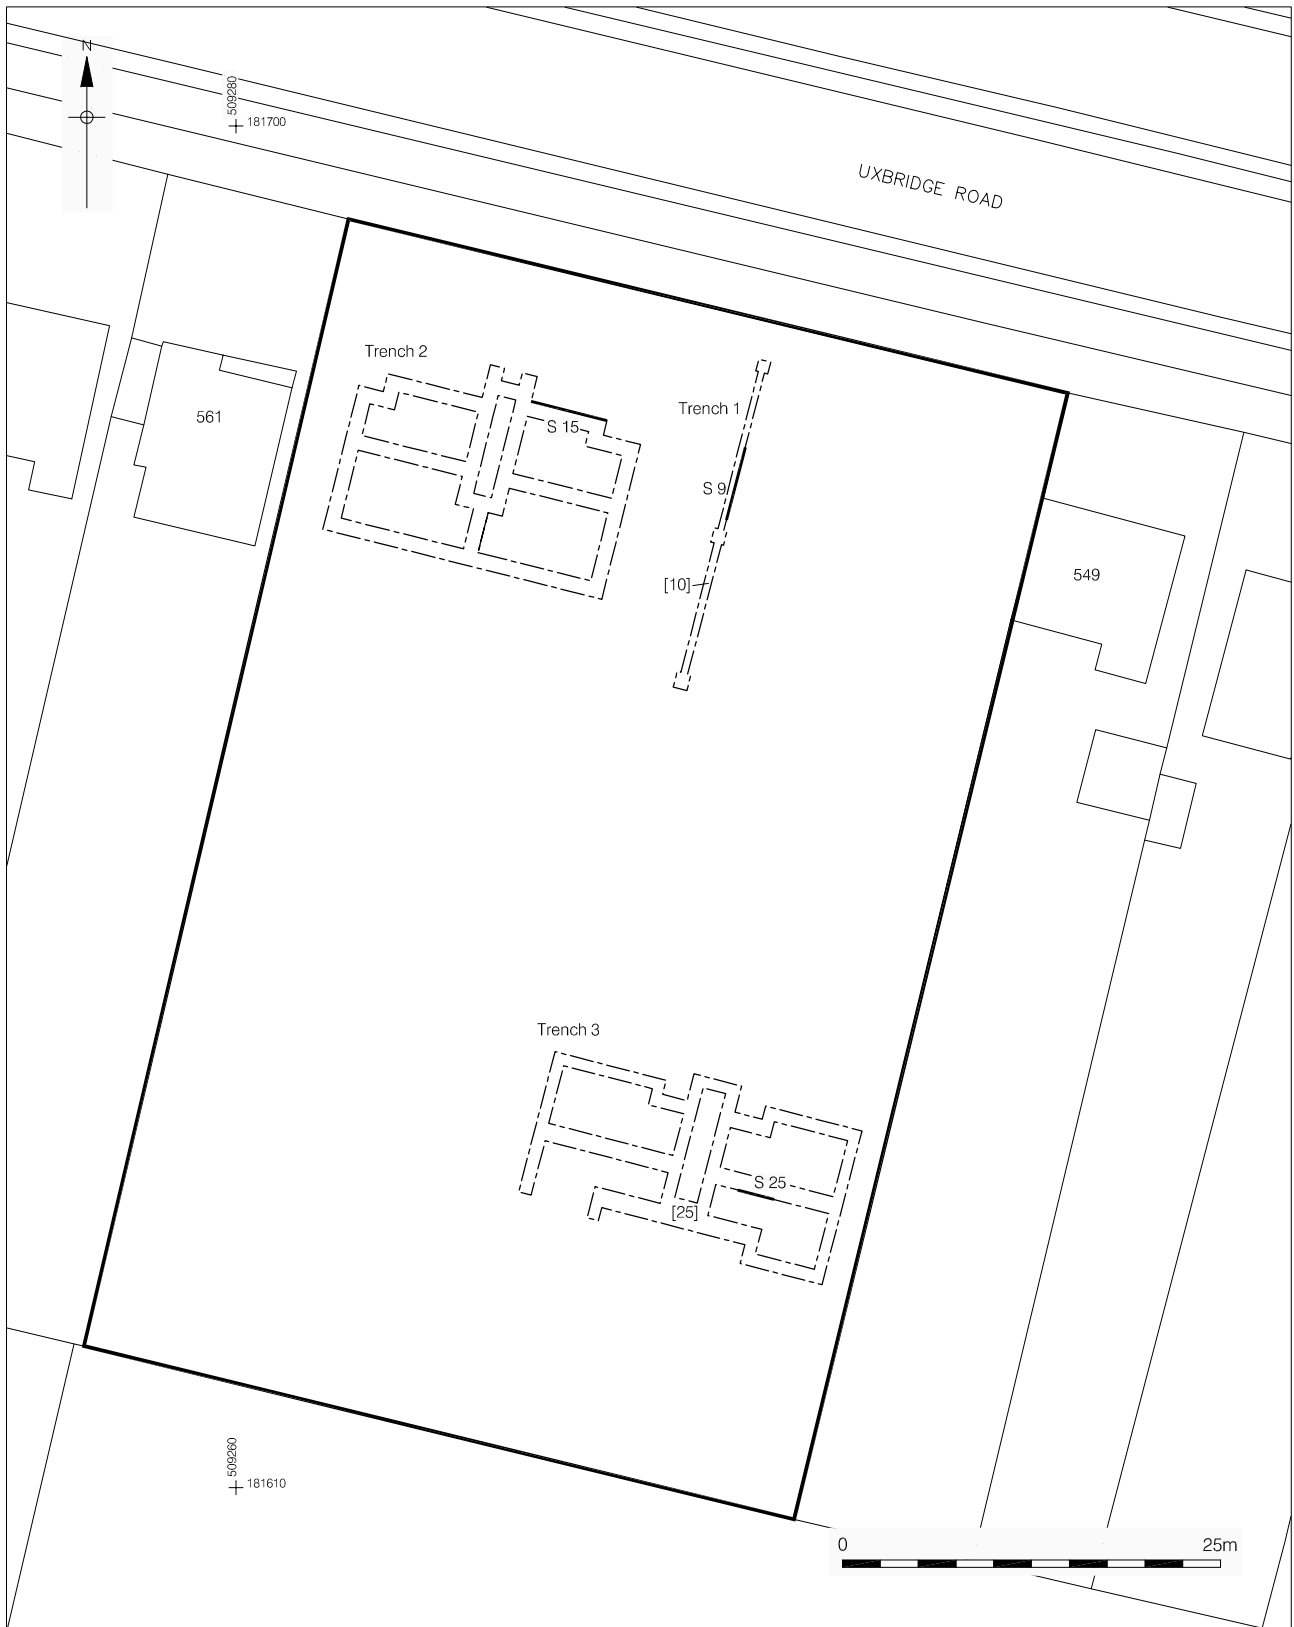 N
509280
181700
UXBRIDGE ROAD
Trench 2
561
Trench 1
S 15
S 9
[10]
549
Trench 3
S 25
[25]
509260
181610
0 25m